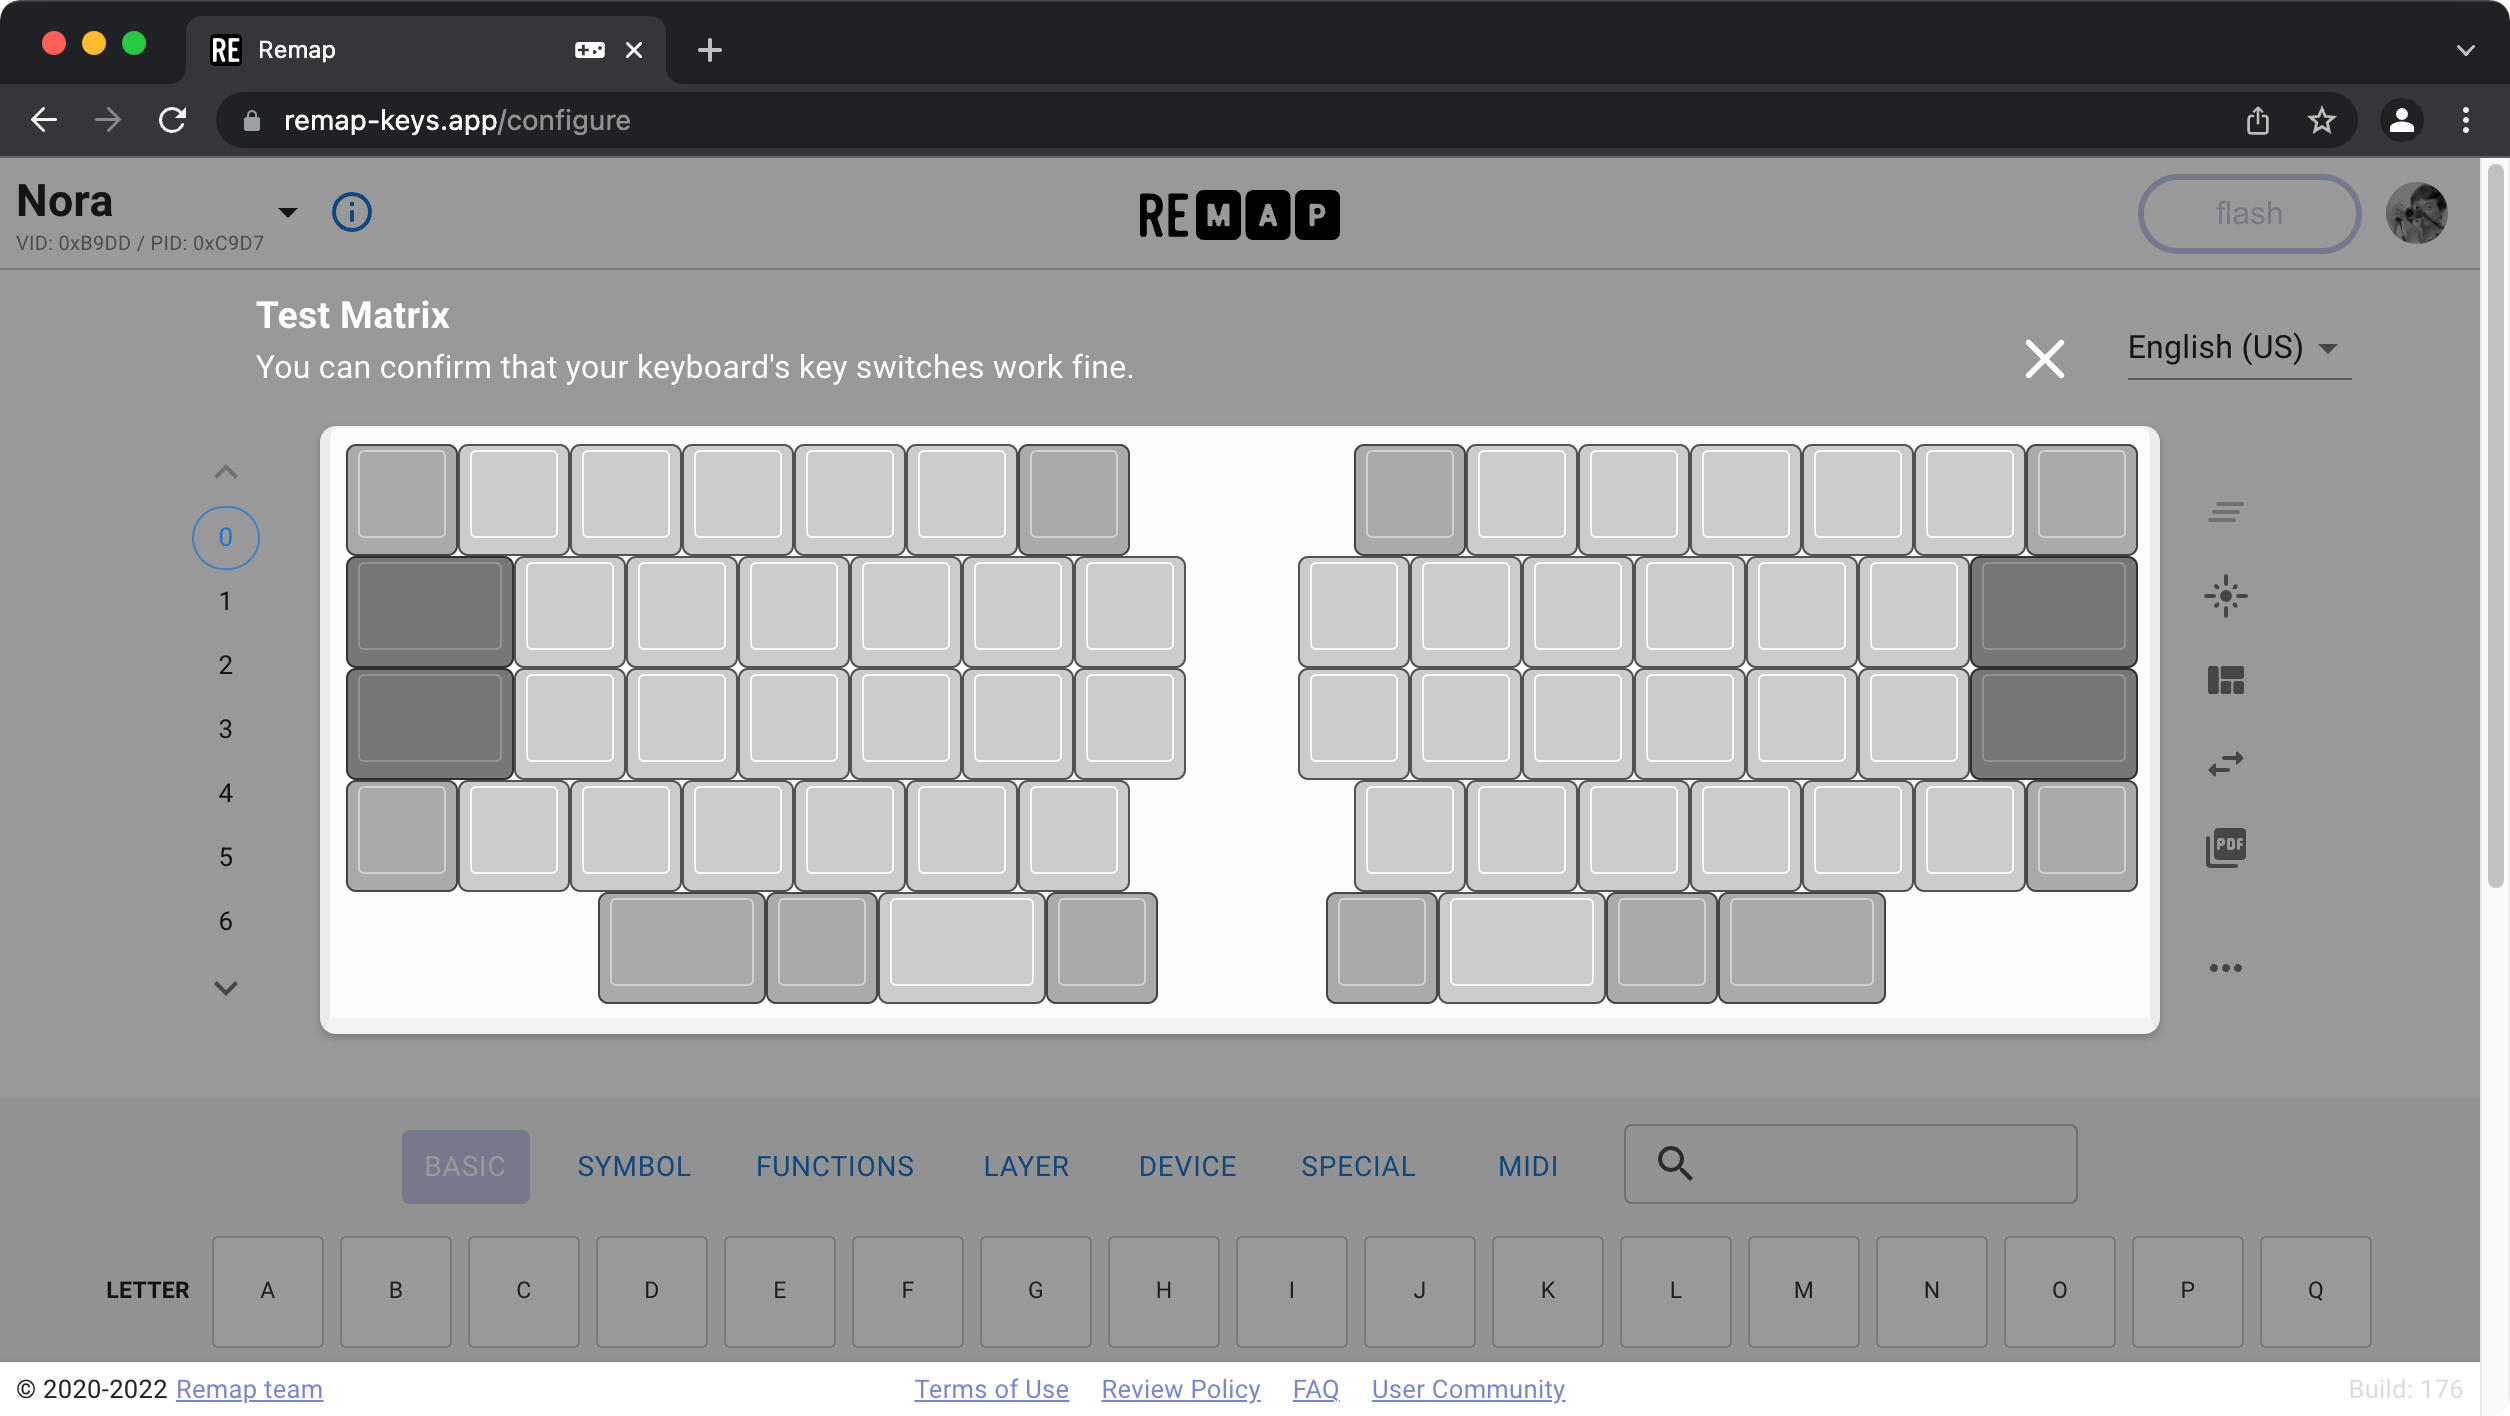 RE Remap
remap-keys.app/configure
Nora
VID: 0xB9DD / PID: 0xC9D7
REMAP
flash
Test Matrix
You can confirm that your keyboard's key switches work fine.
English (US)
0
1
2
3
4
5
6
PDF
BASIC SYMBOL FUNCTIONS LAYER DEVICE SPECIAL MIDI
LETTER A B C D E F G H I J K L M N O P Q
© 2020-2022 Remap team Terms of Use Review Policy FAQ User Community Build: 176